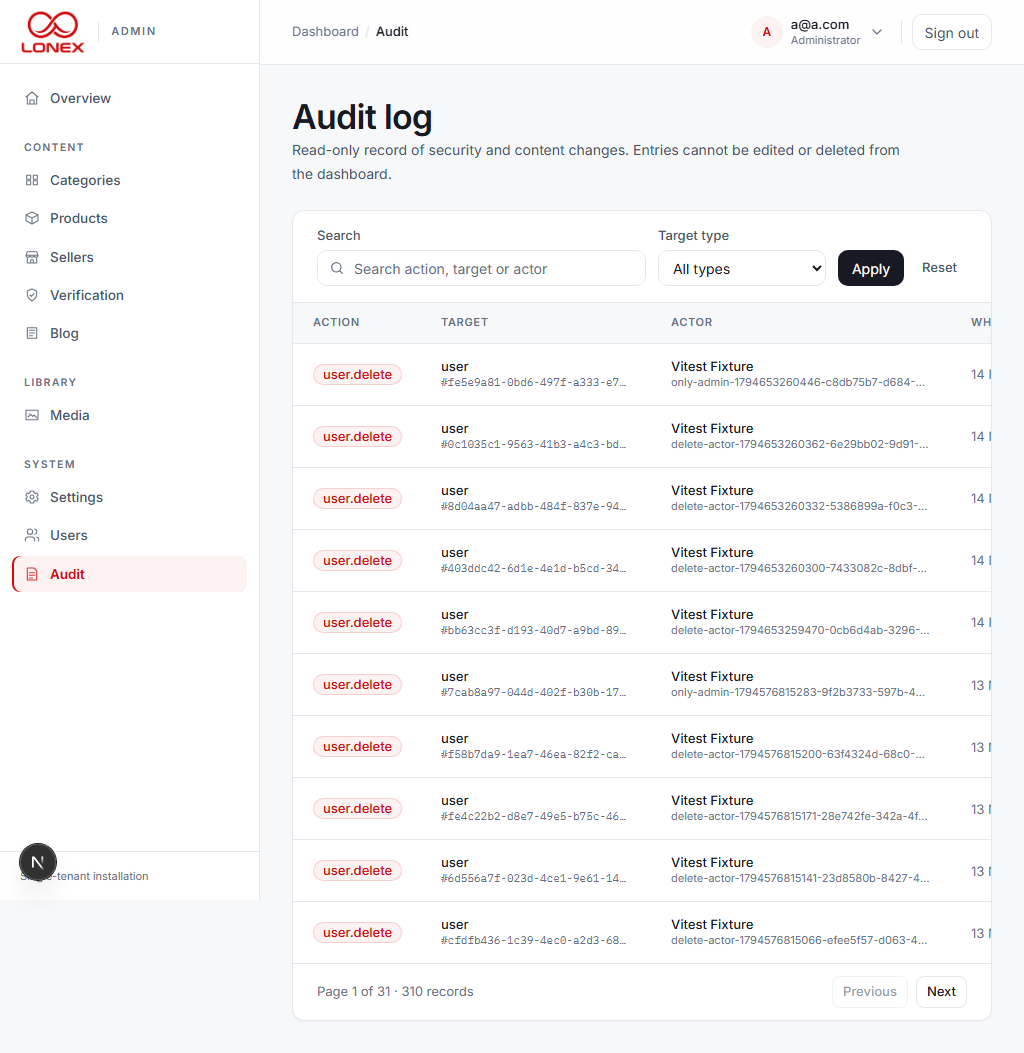 LONEX
ADMIN
Dashboard / Audit
A
a@a.com
Administrator
Sign out
Overview
CONTENT
Categories
Products
Sellers
Verification
Blog
LIBRARY
Media
SYSTEM
Settings
Users
Audit
N
-tenant installation
Audit log
Read-only record of security and content changes. Entries cannot be edited or deleted from
the dashboard.
Search
Target type
Search action, target or actor
All types
Apply
Reset
ACTION TARGET ACTOR WH
user.delete
user
#fe5e9a81-0bd6-497f-a333-e7…
Vitest Fixture
only-admin-1794653260446-c8db75b7-d684-…
14
user.delete
user
#0c1035c1-9563-41b3-a4c3-bd…
Vitest Fixture
delete-actor-1794653260362-6e29bb02-9d91-…
14
user.delete
user
#8d04aa47-adbb-484f-837e-94…
Vitest Fixture
delete-actor-1794653260332-5386899a-f0c3-…
14
user.delete
user
#403ddc42-6d1e-4e1d-b5cd-34…
Vitest Fixture
delete-actor-1794653260300-7433082c-8dbf-…
14
user.delete
user
#bb63cc3f-d193-40d7-a9bd-89…
Vitest Fixture
delete-actor-1794653259470-0cb6d4ab-3296-…
14
user.delete
user
#7cab8a97-044d-402f-b30b-17…
Vitest Fixture
only-admin-1794576815283-9f2b3733-597b-4…
13
user.delete
user
#f58b7da9-1ea7-46ea-82f2-ca…
Vitest Fixture
delete-actor-1794576815200-63f4324d-68c0-…
13
user.delete
user
#fe4c22b2-d8e7-49e5-b75c-46…
Vitest Fixture
delete-actor-1794576815171-28e742fe-342a-4f…
13
user.delete
user
#6d556a7f-023d-4ce1-9e61-14…
Vitest Fixture
delete-actor-1794576815141-23d8580b-8427-4…
13
user.delete
user
#cfdfb436-1c39-4ec0-a2d3-68…
Vitest Fixture
delete-actor-1794576815066-efee5f57-d063-4…
13
Page 1 of 31 · 310 records
Previous
Next